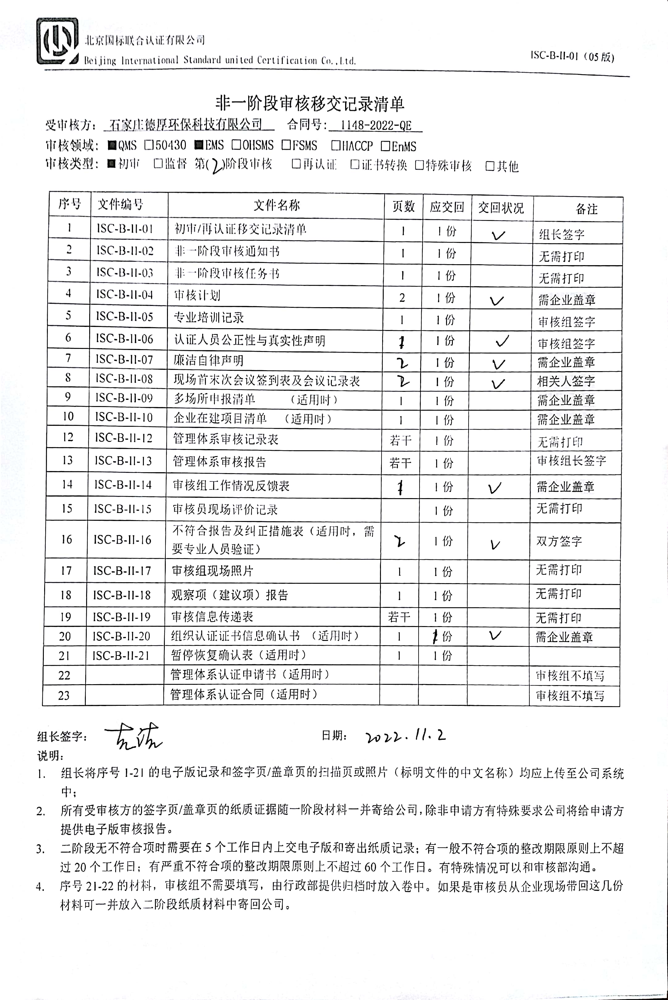 北京国标联合认证有限公司
Beijing International Standard united Certification Co.,Ltd.
ISC-B-II-01（05版）
非一阶段审核移交记录清单
受审核方：石家庄德厚环保科技有限公司 合同号：1148-2022-QE
审核领域：■QMS □50430 ■EMS □OHSMS □FSMS □HACCP □EnMS
审核类型：■初审 □监督 第(2)阶段审核 □再认证 □证书转换 □特殊审核 □其他
序号 文件编号 文件名称 页数 应交回 交回状况 备注
1 ISC-B-II-01 初审/再认证移交记录清单 1 1份 √ 组长签字
2 ISC-B-II-02 非一阶段审核通知书 1 1份 无需打印
3 ISC-B-II-03 非一阶段审核任务书 1 1份 无需打印
4 ISC-B-II-04 审核计划 2 1份 √ 需企业盖章
5 ISC-B-II-05 专业培训记录 1 1份 审核组签字
6 ISC-B-II-06 认证人员公正性与真实性声明 1 1份 √ 审核组签字
7 ISC-B-II-07 廉洁自律声明 2 1份 √ 需企业盖章
8 ISC-B-II-08 现场首末次会议签到表及会议记录表 2 1份 √ 相关人签字
9 ISC-B-II-09 多场所申报清单 （适用时） 1 1份 需企业盖章
10 ISC-B-II-10 企业在建项目清单 （适用时） 1 1份 需企业盖章
12 ISC-B-II-12 管理体系审核记录表 若干 1份 无需打印
13 ISC-B-II-13 管理体系审核报告 若干 1份 审核组长签字
14 ISC-B-II-14 审核组工作情况反馈表 1 1份 √ 需企业盖章
15 ISC-B-II-15 审核员现场评价记录 1份 无需打印
16 ISC-B-II-16 不符合报告及纠正措施表（适用时，需
要专业人员验证） 2 1份 √ 双方签字
17 ISC-B-II-17 审核组现场照片 1 1份 无需打印
18 ISC-B-II-18 观察项（建议项）报告 1 1份 无需打印
19 ISC-B-II-19 审核信息传递表 若干 1份 无需打印
20 ISC-B-II-20 组织认证证书信息确认书 （适用时） 1 1份 √ 需企业盖章
21 ISC-B-II-21 暂停恢复确认表（适用时） 1 1份
22 管理体系认证申请书（适用时） 审核组不填写
23 管理体系认证合同（适用时） 审核组不填写
组长签字： 日期： 2022.11.2
说明：
1. 组长将序号 1-21 的电子版记录和签字页/盖章页的扫描页或照片（标明文件的中文名称）均应上传至公司系统
中；
2. 所有受审核方的签字页/盖章页的纸质证据随一阶段材料一并寄给公司，除非申请方有特殊要求公司将给申请方
提供电子版审核报告。
3. 二阶段无不符合项时需要在 5 个工作日内上交电子版和寄出纸质记录；有一般不符合项的整改期限原则上不超
过 20 个工作日；有严重不符合项的整改期限原则上不超过 60 个工作日。有特殊情况可以和审核部沟通。
4. 序号 21-22 的材料，审核组不需要填写，由行政部提供归档时放入卷中。如果是审核员从企业现场带回这几份
材料可一并放入二阶段纸质材料中寄回公司。